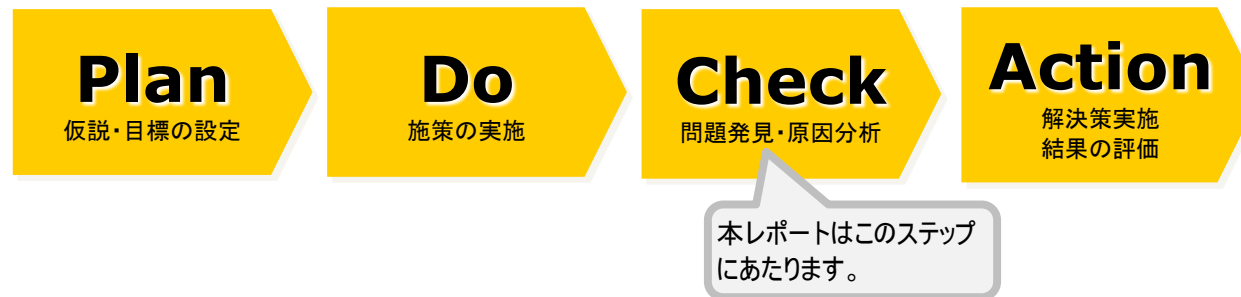 Plan
仮説・目標の設定
Do
施策の実施
Check
問題発見・原因分析
Action
解決策実施
結果の評価
本レポートはこのステップ
にあたります。